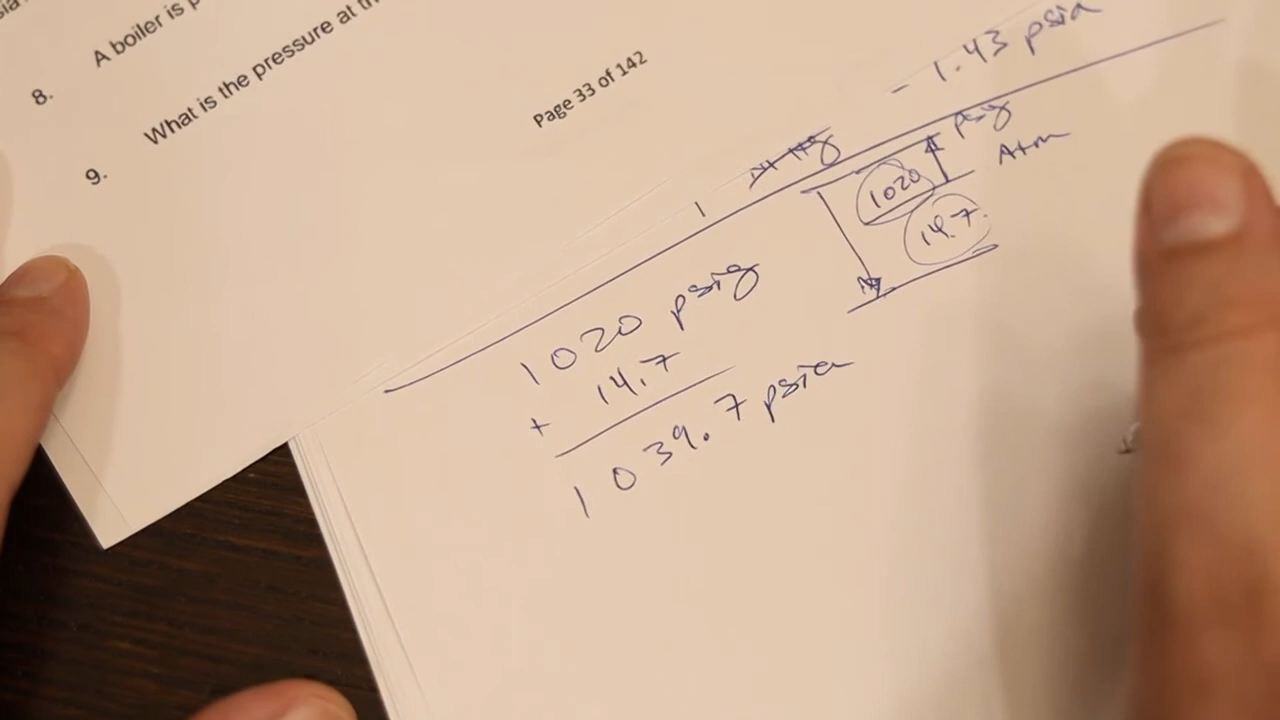 8. A boiler is p
9. What is the pressure at th
Page 33 of 142
- 1.43 psia
psig
Atm
1020
14.7
1020 psig
+ 14.7
1039.7 psia